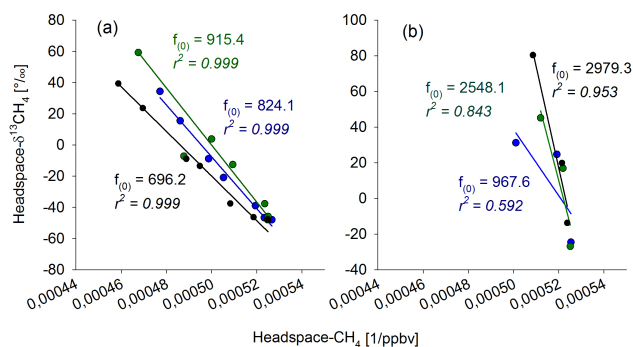 (a)
f(0) = 915.4
r² = 0.999
f(0) = 824.1
r² = 0.999
f(0) = 696.2
r² = 0.999
80
60
40
20
0
-20
-40
-60
-80
0,00044
0,00046
0,00048
0,00050
0,00052
0,00054
Headspace-δ¹³CH₄ [°/₀₀]
(b)
f(0) = 2979.3
r² = 0.953
f(0) = 2548.1
r² = 0.843
f(0) = 967.6
r² = 0.592
100
80
60
40
20
0
-20
-40
0,00044
0,00046
0,00048
0,00050
0,00052
0,00054
Headspace-CH₄ [1/ppbv]